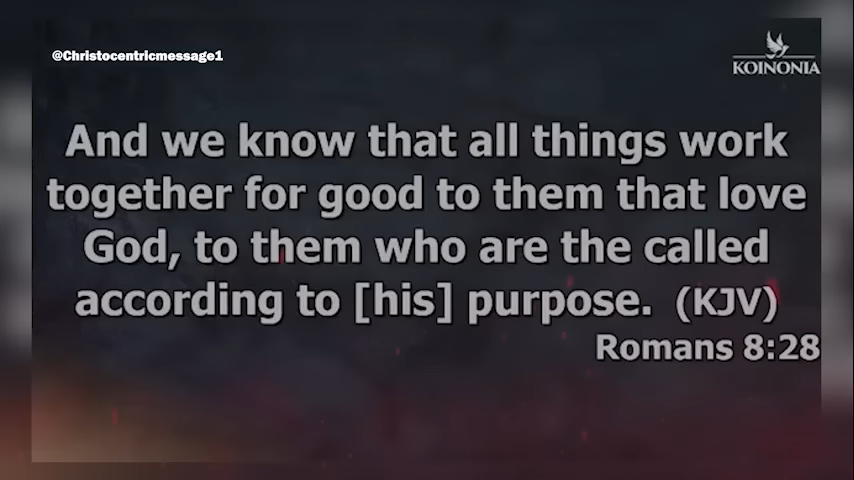 @Christocentricmessage1
KOINONIA
And we know that all things work
together for good to them that love
God, to them who are the called
according to [his] purpose. (KJV)
Romans 8:28